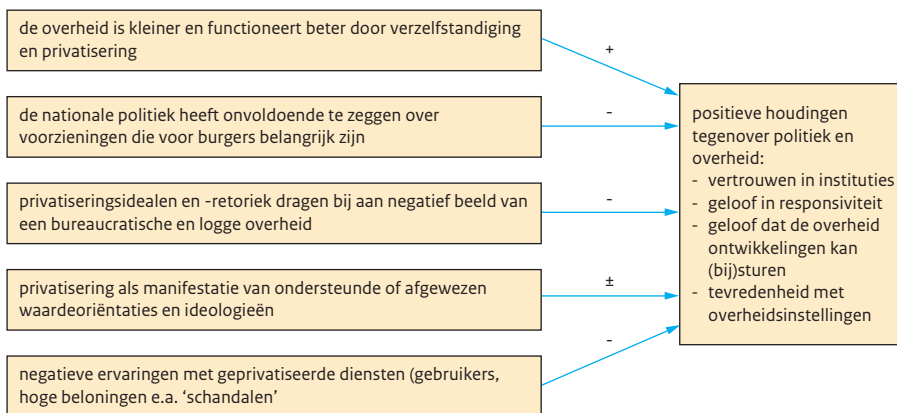 de overheid is kleiner en functioneert beter door verzelfstandiging
en privatisering
+
de nationale politiek heeft onvoldoende te zeggen over
voorzieningen die voor burgers belangrijk zijn
-
privatiseringsidealen en -retoriek dragen bij aan negatief beeld van
een bureaucratische en logge overheid
-
privatisering als manifestatie van ondersteunde of afgewezen
waardeoriëntaties en ideologieën
±
negatieve ervaringen met geprivatiseerde diensten (gebruikers,
hoge beloningen e.a. ‘schandalen’
-
positieve houdingen
tegenover politiek en
overheid:
- vertrouwen in instituties
- geloof in responsiviteit
- geloof dat de overheid
ontwikkelingen kan
(bij)sturen
- tevredenheid met
overheidsinstellingen